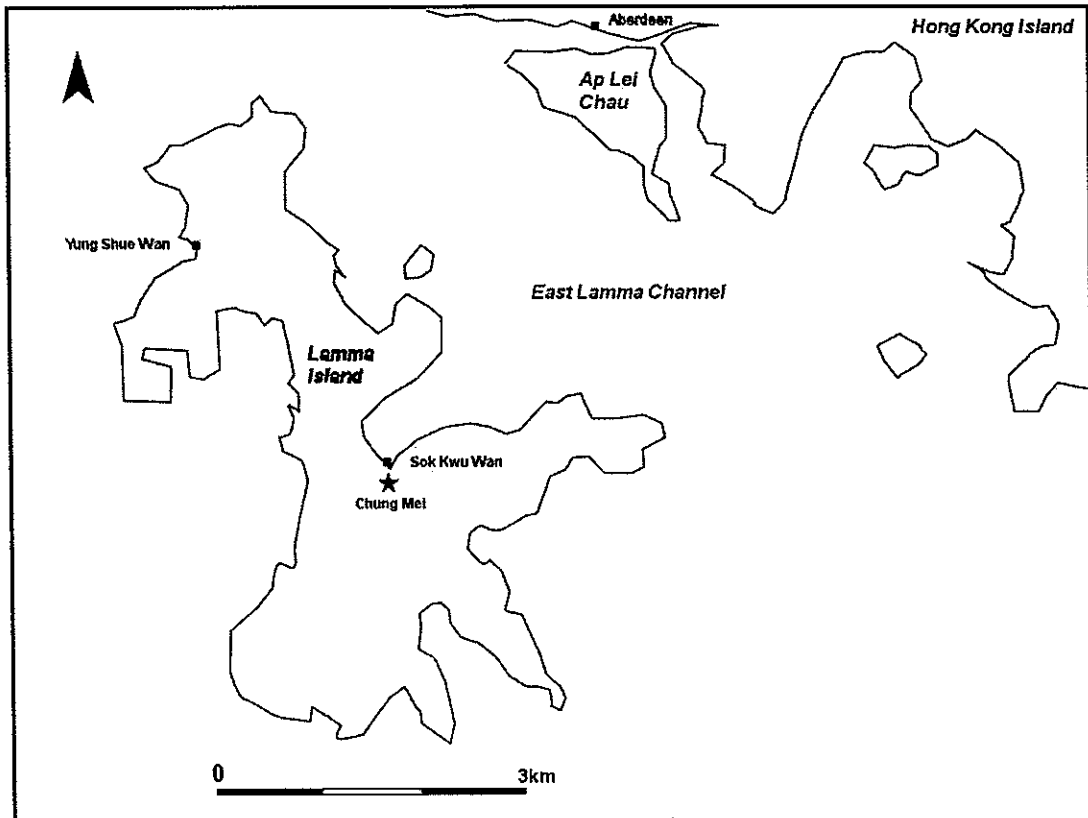 Aberdeen
Hong Kong Island
Ap Lei
Chau
Yung Shue Wan
East Lamma Channel
Lamma
Island
Sok Kwu Wan
Chung Mei
0
3km